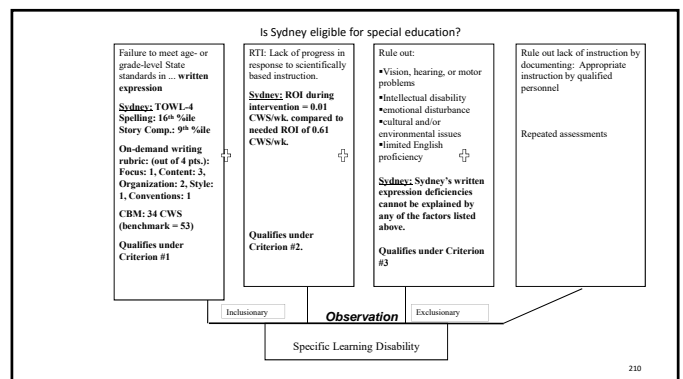 Is Sydney eligible for special education?
Failure to meet age- or
grade-level State
standards in ... written
expression
Sydney: TOWL-4
Spelling: 16th %ile
Story Comp.: 9th %ile
On-demand writing
rubric: (out of 4 pts.):
Focus: 1, Content: 3,
Organization: 2, Style:
1, Conventions: 1
CBM: 34 CWS
(benchmark = 53)
Qualifies under
Criterion #1
RTI: Lack of progress in
response to scientifically
based instruction.
Sydney: ROI during
intervention = 0.01
CWS/wk. compared to
needed ROI of 0.61
CWS/wk.
Qualifies under
Criterion #2.
Rule out:
▪Vision, hearing, or motor
problems
▪Intellectual disability
▪emotional disturbance
▪cultural and/or
environmental issues
▪limited English
proficiency
Sydney: Sydney's written
expression deficiencies
cannot be explained by
any of the factors listed
above.
Qualifies under Criterion
#3
Rule out lack of instruction by
documenting: Appropriate
instruction by qualified
personnel
Repeated assessments
Inclusionary
Observation
Exclusionary
Specific Learning Disability
210